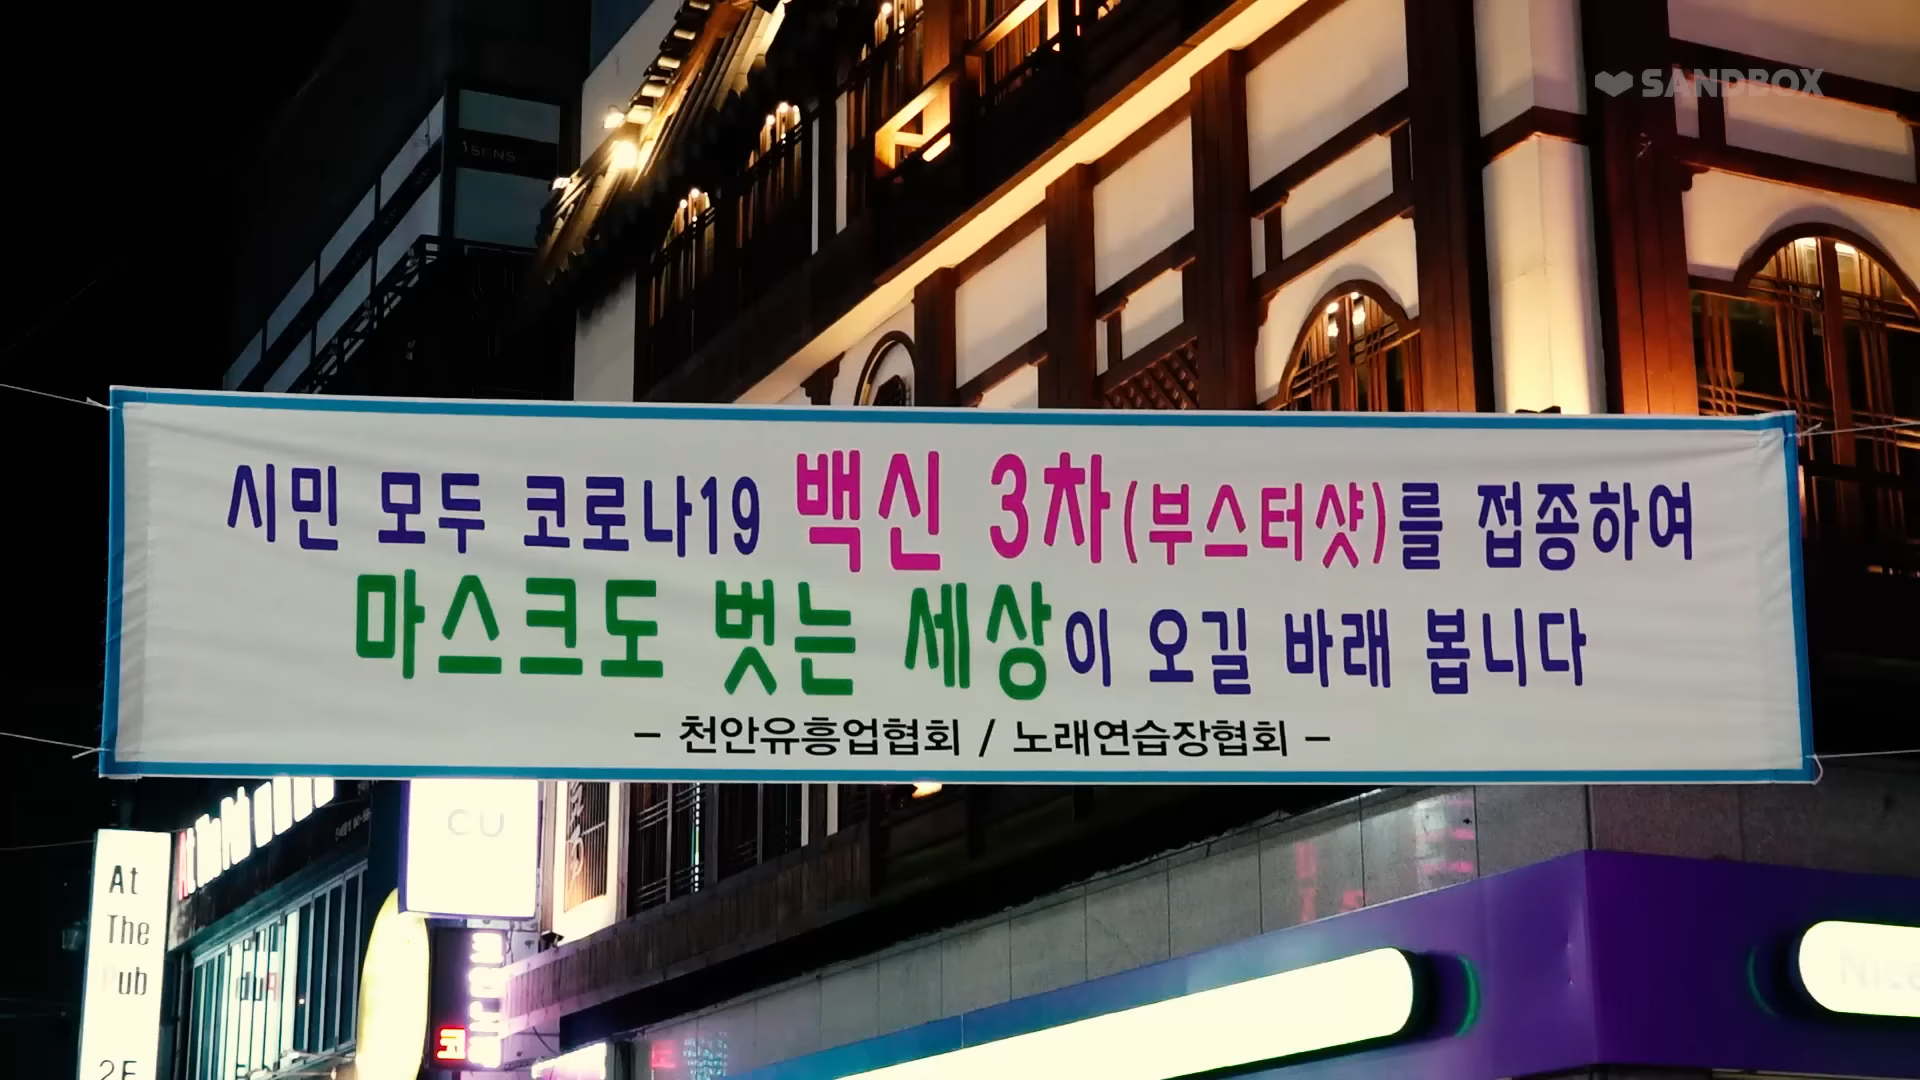 SANDBOX
시민 모두 코로나19 백신 3차(부스터샷)를 접종하여
마스크도 벗는 세상이 오길 바래 봅니다
– 천안유흥업협회 / 노래연습장협회 –
CU
At
The
ub
2F